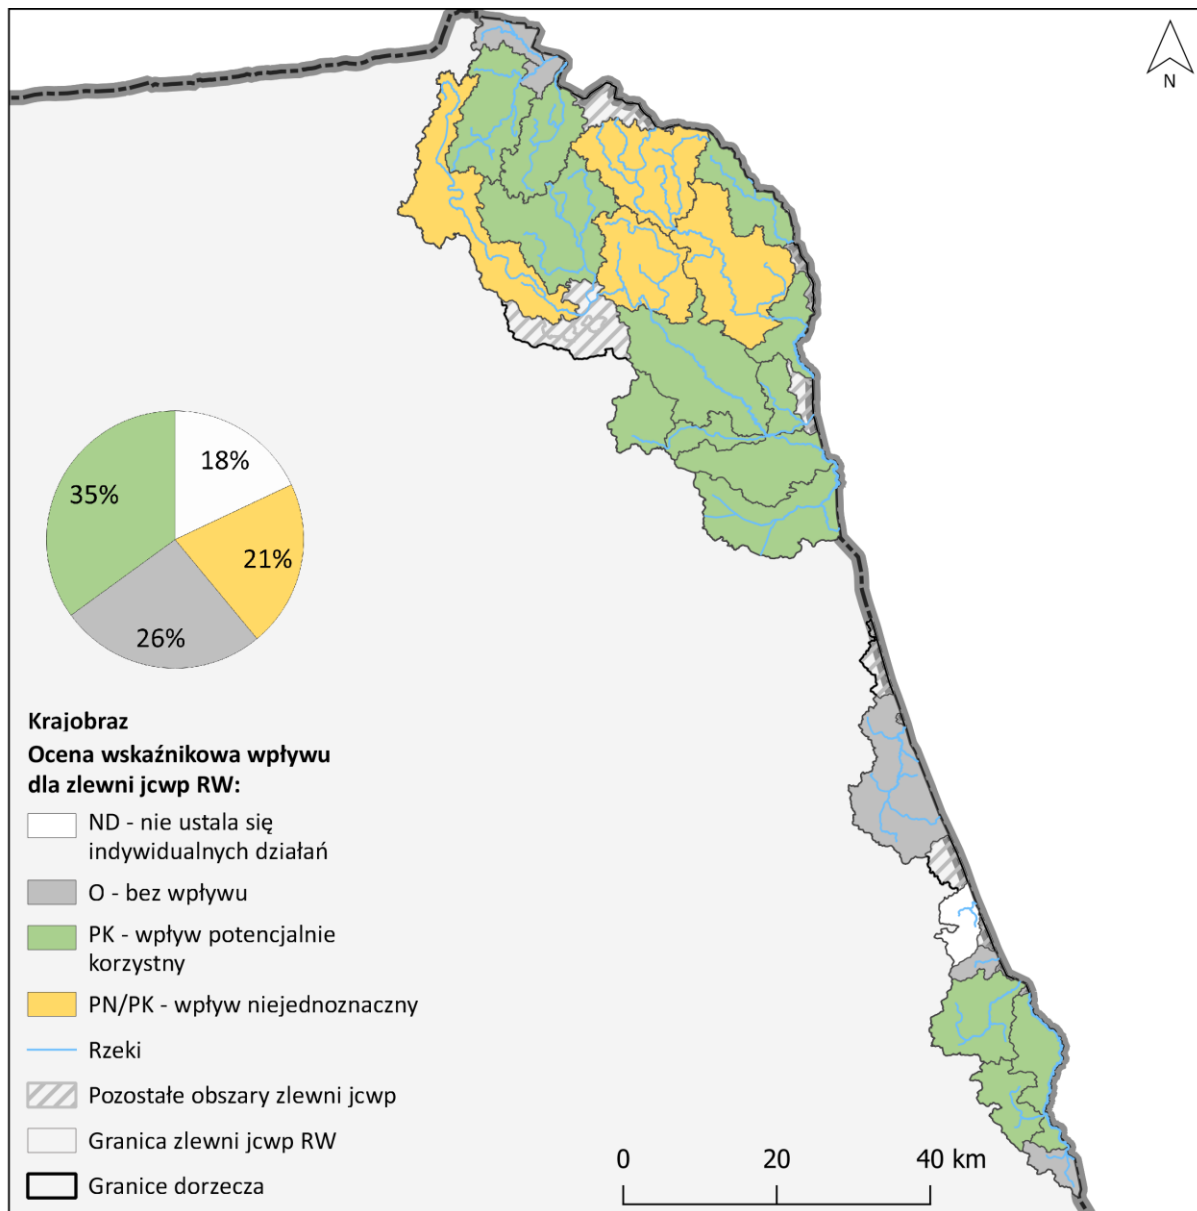 N
18%
35%
21%
26%
Krajobraz
Ocena wskaźnikowa wpływu
dla zlewni jcwp RW:
ND - nie ustala się
indywidualnych działań
O - bez wpływu
PK - wpływ potencjalnie
korzystny
PN/PK - wpływ niejednoznaczny
Rzeki
Pozostałe obszary zlewni jcwp
Granica zlewni jcwp RW
Granice dorzecza
0 20 40 km